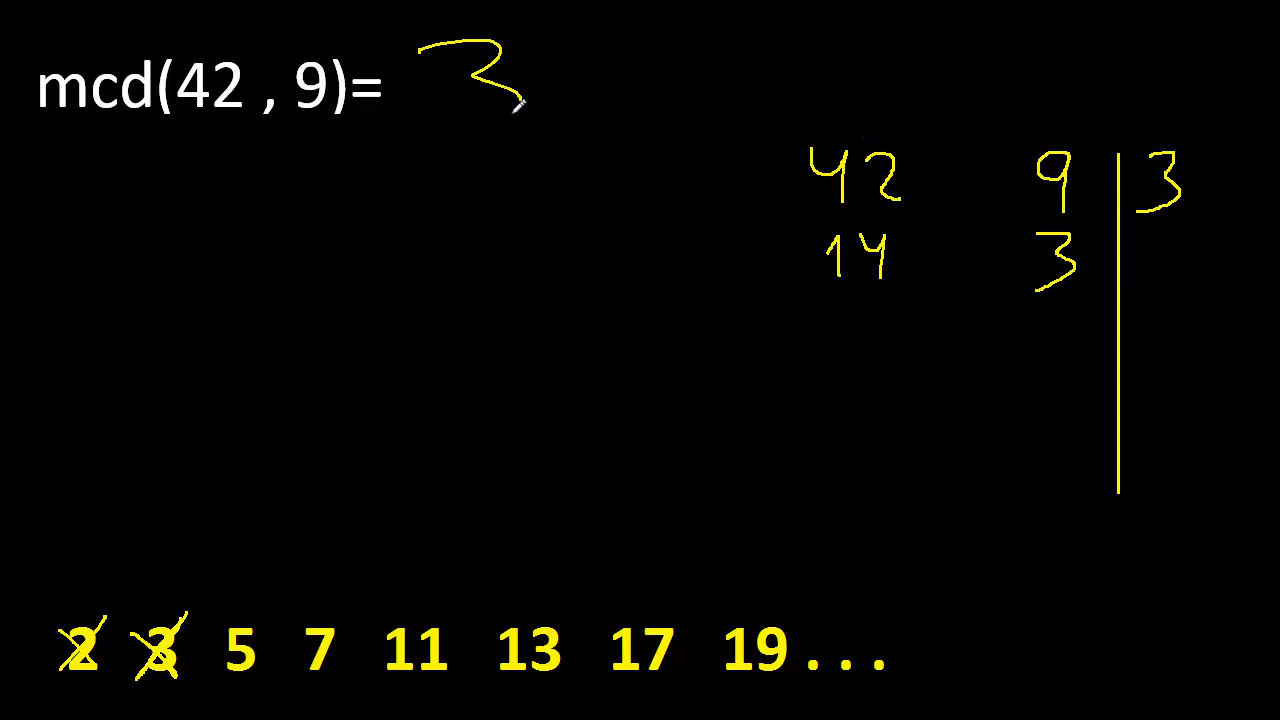 mcd(42 , 9)= 3
42 9 3
14 3
2 3 5 7 11 13 17 19 . . .